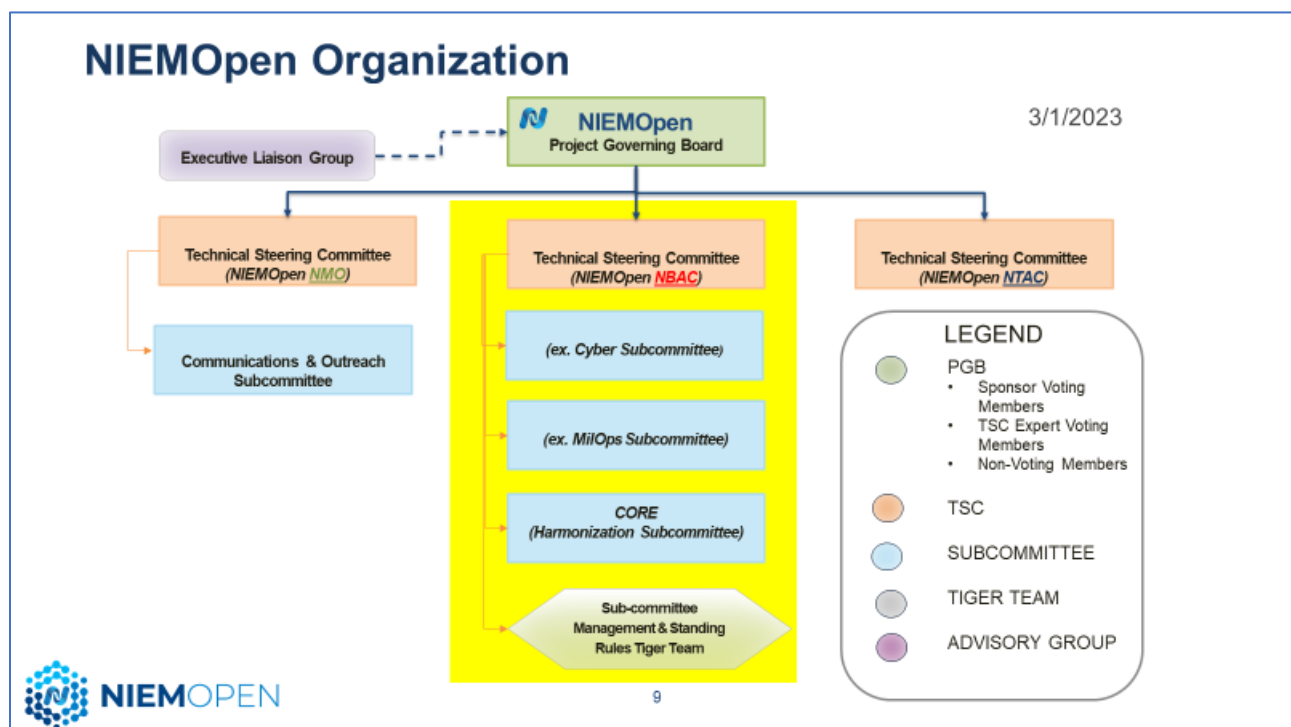 NIEMOpen Organization
3/1/2023
NIEMOpen
Project Governing Board
Executive Liaison Group
Technical Steering Committee
(NIEMOpen NMO)
Technical Steering Committee
(NIEMOpen NBAC)
Technical Steering Committee
(NIEMOpen NTAC)
Communications & Outreach
Subcommittee
(ex. Cyber Subcommittee)
(ex. MilOps Subcommittee)
CORE
(Harmonization Subcommittee)
Sub-committee
Management & Standing
Rules Tiger Team
LEGEND
PGB
• Sponsor Voting
Members
• TSC Expert Voting
Members
• Non-Voting Members
TSC
SUBCOMMITTEE
TIGER TEAM
ADVISORY GROUP
NIEMOPEN
9